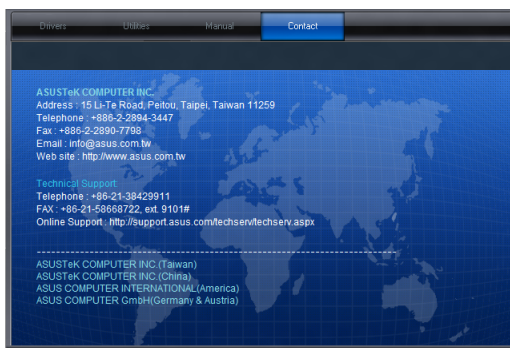 Drivers Utilities Manual Contact
ASUSTeK COMPUTER INC.
Address : 15 Li-Te Road, Peitou, Taipei, Taiwan 11259
Telephone : +886-2-2894-3447
Fax : +886-2-2890-7798
Email : info@asus.com.tw
Web site : http://www.asus.com.tw
Technical Support:
Telephone : +86-21-38429911
FAX : +86-21-58668722, ext. 9101#
Online Support : http://support.asus.com/techserv/techserv.aspx
ASUSTeK COMPUTER INC.(Taiwan)
ASUSTeK COMPUTER INC.(China)
ASUS COMPUTER INTERNATIONAL(America)
ASUS COMPUTER GmbH(Germany & Austria)